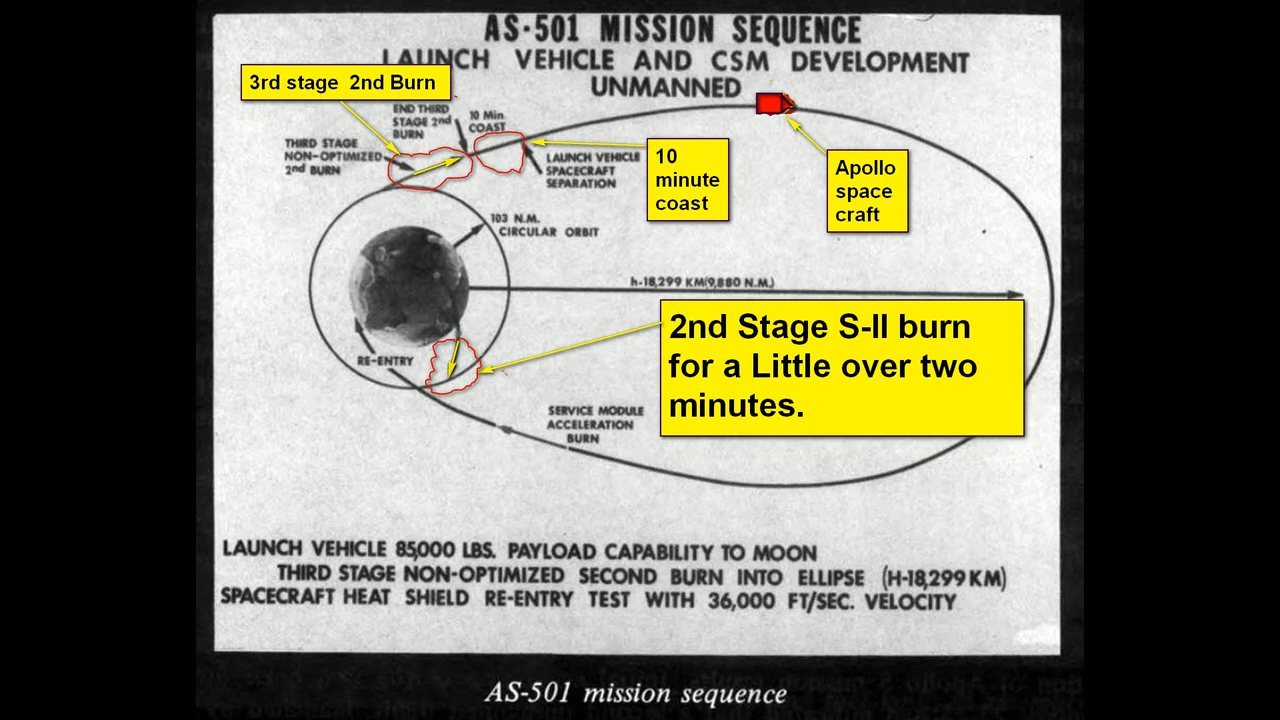 AS-501 MISSION SEQUENCE
LAUNCH VEHICLE AND CSM DEVELOPMENT
UNMANNED
3rd stage 2nd Burn
END THIRD
STAGE 2nd
BURN
10 Min.
COAST
THIRD STAGE
NON-OPTIMIZED
2nd BURN
LAUNCH VEHICLE
SPACECRAFT
SEPARATION
10
minute
coast
Apollo
space
craft
103 N.M.
CIRCULAR ORBIT
h-18,299 KM(9,880 N.M.)
2nd Stage S-II burn
for a Little over two
minutes.
RE-ENTRY
SERVICE MODULE
ACCELERATION
BURN
LAUNCH VEHICLE 85,000 LBS. PAYLOAD CAPABILITY TO MOON
THIRD STAGE NON-OPTIMIZED SECOND BURN INTO ELLIPSE (H-18,299 KM)
SPACECRAFT HEAT SHIELD RE-ENTRY TEST WITH 36,000 FT/SEC. VELOCITY
AS-501 mission sequence